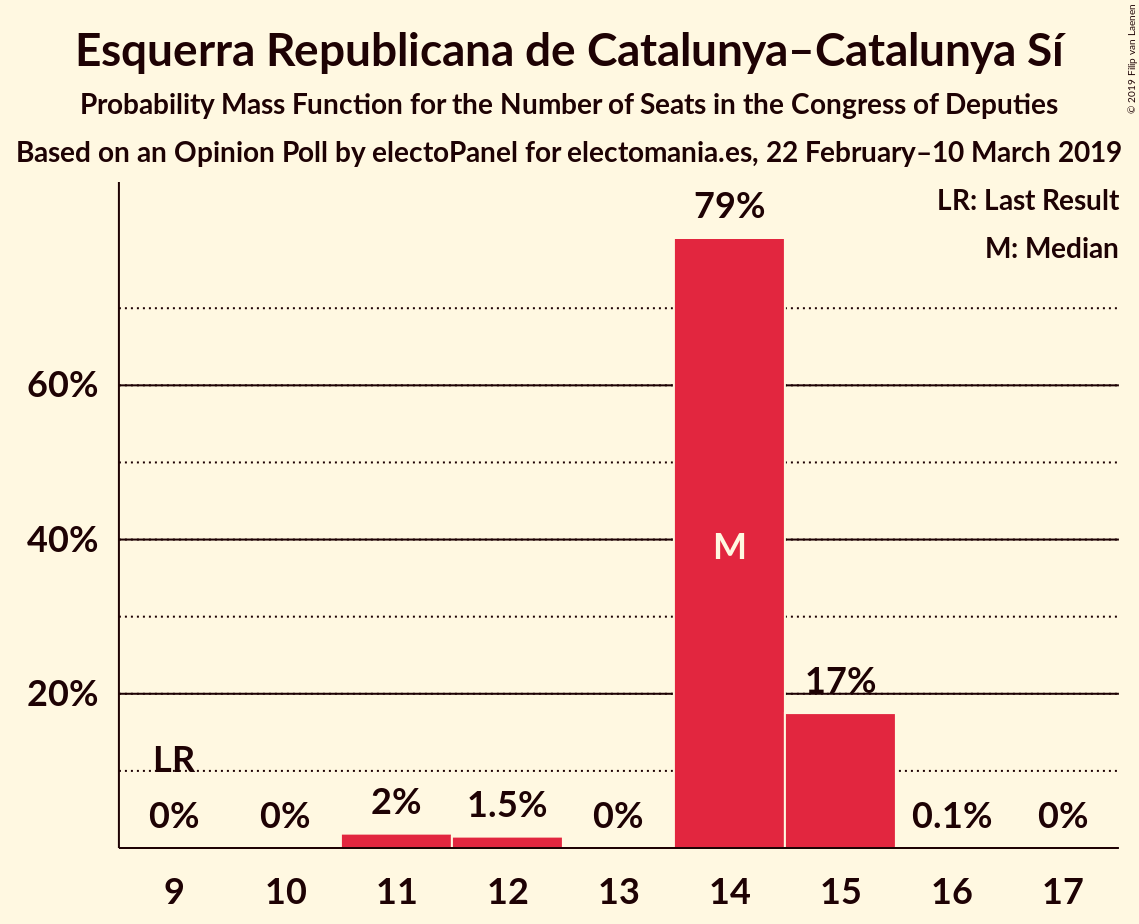 Esquerra Republicana de Catalunya–Catalunya Sí
Probability Mass Function for the Number of Seats in the Congress of Deputies
Based on an Opinion Poll by electoPanel for electomania.es, 22 February–10 March 2019
© 2019 Filip van Laenen
LR: Last Result
M: Median
60%
40%
20%
LR
0%
0%
2%
1.5%
0%
79%
M
17%
0.1%
0%
9 10 11 12 13 14 15 16 17